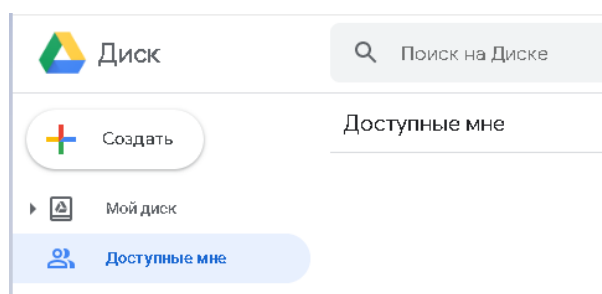 Диск
Поиск на Диске
Создать
Доступные мне
Мой диск
Доступные мне